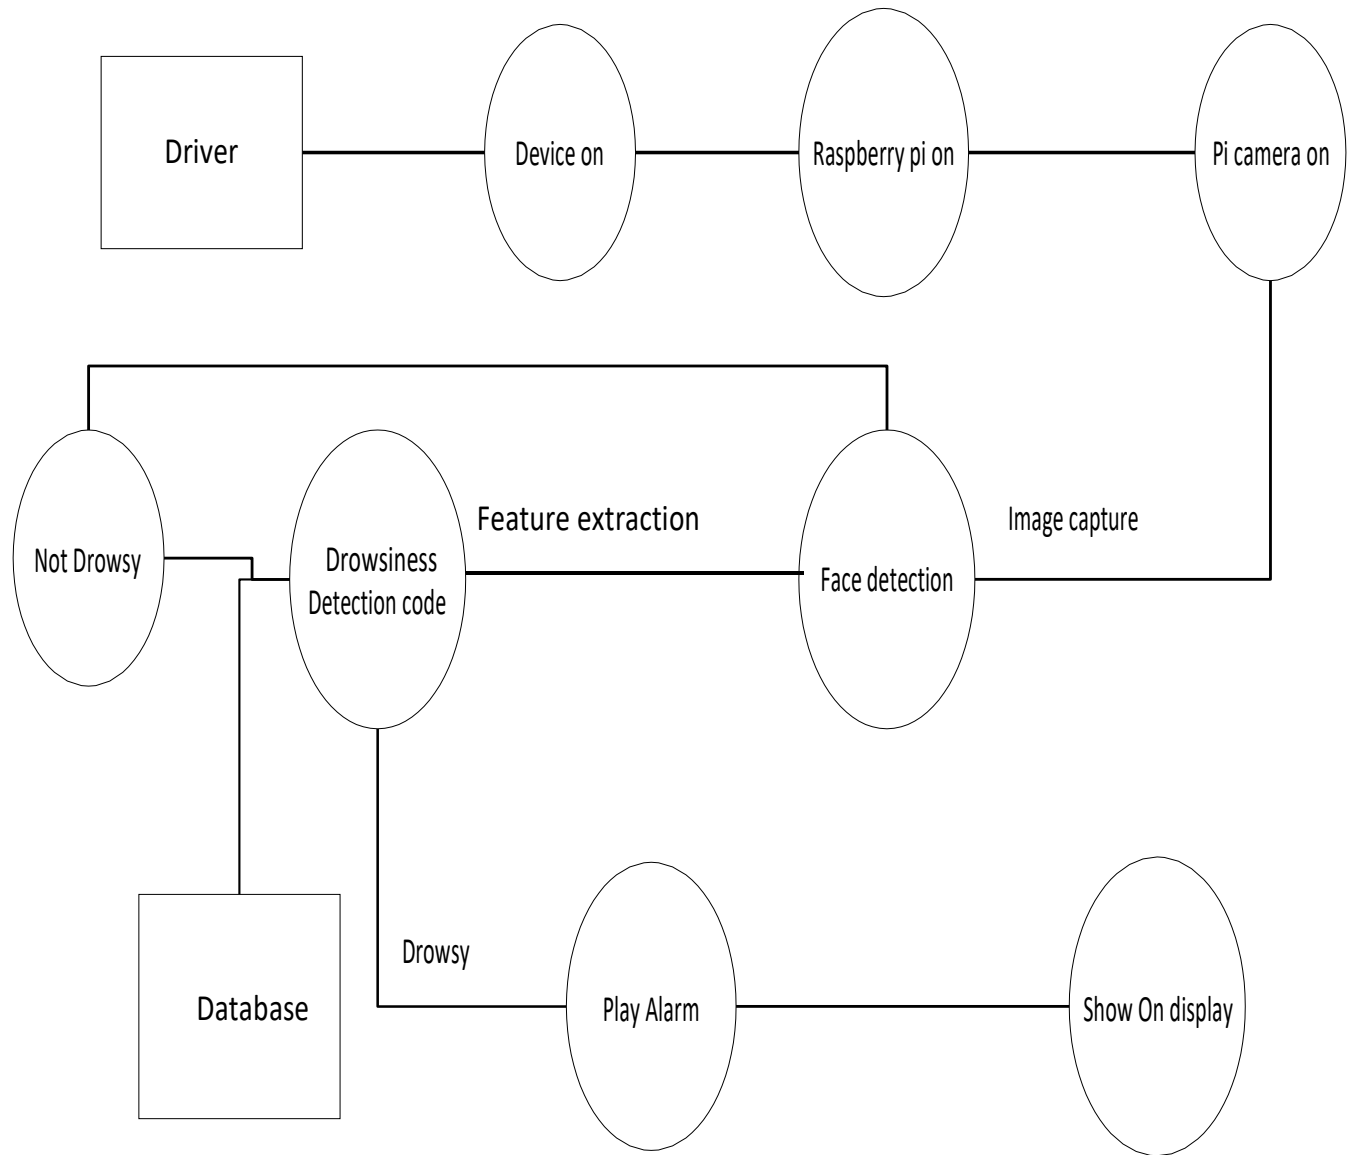 Driver
Device on
Raspberry pi on
Pi camera on
Feature extraction
Image capture
Not Drowsy
Drowsiness
Detection code
Face detection
Drowsy
Database
Play Alarm
Show On display